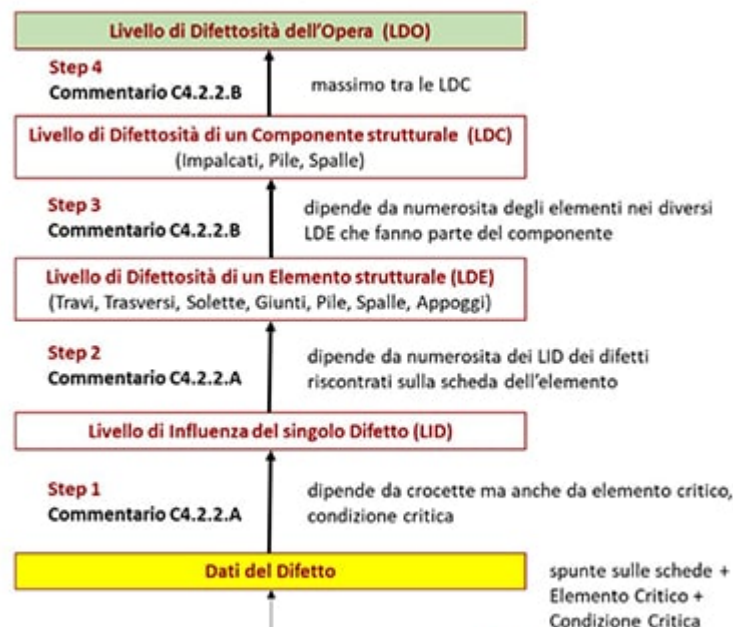 Livello di Difettosità dell'Opera (LDO)
Step 4
Commentario C4.2.2.B
massimo tra le LDC
Livello di Difettosità di un Componente strutturale (LDC)
(Impalcati, Pile, Spalle)
Step 3
Commentario C4.2.2.B
dipende da numerosita degli elementi nei diversi
LDE che fanno parte del componente
Livello di Difettosità di un Elemento strutturale (LDE)
(Travi, Trasversi, Solette, Giunti, Pile, Spalle, Appoggi)
Step 2
Commentario C4.2.2.A
dipende da numerosita dei LID dei difetti
riscontrati sulla scheda dell'elemento
Livello di Influenza del singolo Difetto (LID)
Step 1
Commentario C4.2.2.A
dipende da crocette ma anche da elemento critico,
condizione critica
Dati del Difetto
spunte sulle schede +
Elemento Critico +
Condizione Critica